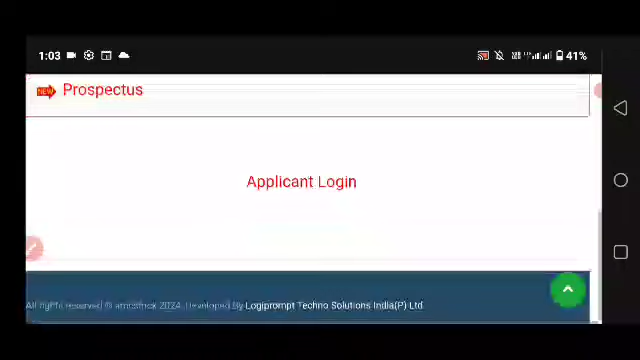 1:03
41%
NEW Prospectus
Applicant Login
All rights reserved © 2024. Developed By Logiprompt Techno Solutions India(P) Ltd